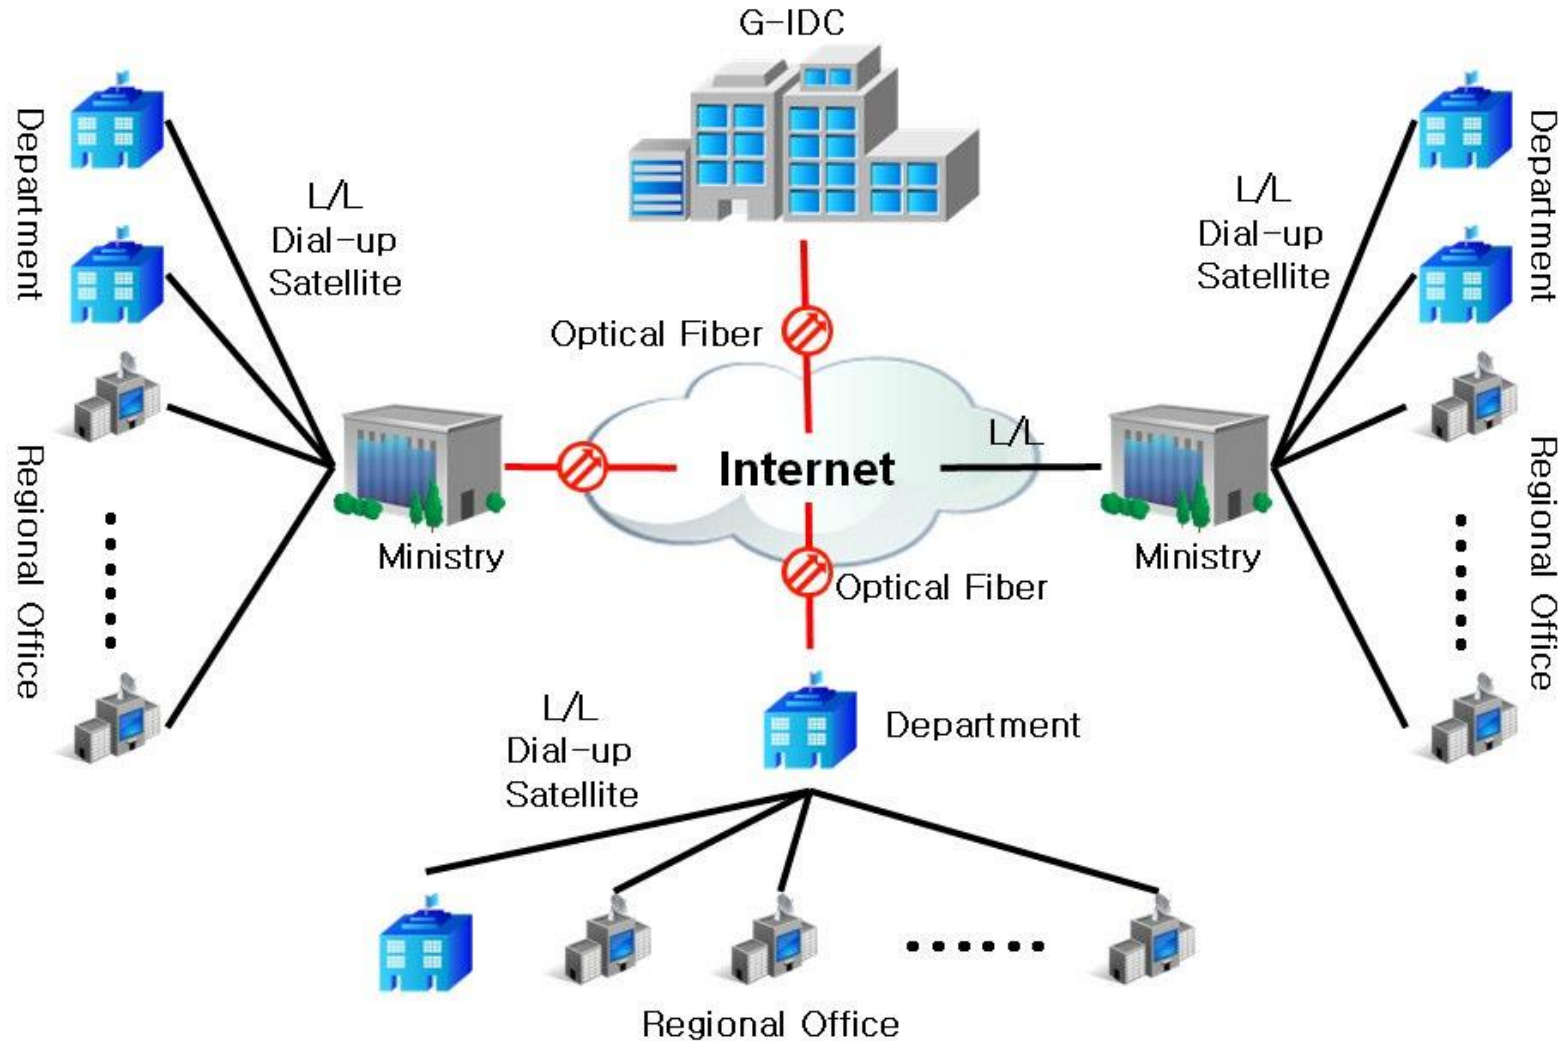 G-IDC
Department
L/L
Dial-up
Satellite
L/L
Dial-up
Satellite
Department
Optical Fiber
L/L
Internet
Regional Office
Ministry
Ministry
Regional Office
Optical Fiber
L/L
Dial-up
Satellite
Department
Regional Office